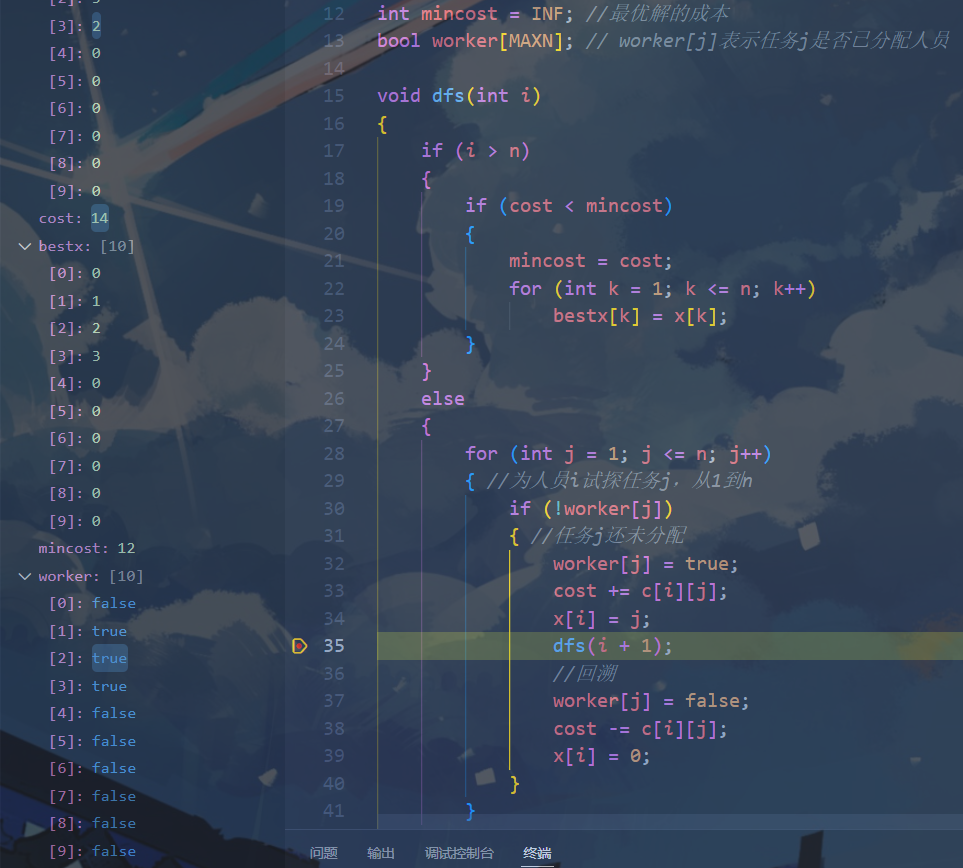 [3]: 2
[4]: 0
[5]: 0
[6]: 0
[7]: 0
[8]: 0
[9]: 0
cost: 14
bestx: [10]
[0]: 0
[1]: 1
[2]: 2
[3]: 3
[4]: 0
[5]: 0
[6]: 0
[7]: 0
[8]: 0
[9]: 0
mincost: 12
worker: [10]
[0]: false
[1]: true
[2]: true
[3]: true
[4]: false
[5]: false
[6]: false
[7]: false
[8]: false
[9]: false
12 int mincost = INF; //最优解的成本
13 bool worker[MAXN]; // worker[j]表示任务j是否已分配人员
14
15 void dfs(int i)
16 {
17 if (i > n)
18 {
19 if (cost < mincost)
20 {
21 mincost = cost;
22 for (int k = 1; k <= n; k++)
23 bestx[k] = x[k];
24 }
25 }
26 else
27 {
28 for (int j = 1; j <= n; j++)
29 { //为人员i试探任务j，从1到n
30 if (!worker[j])
31 { //任务j还未分配
32 worker[j] = true;
33 cost += c[i][j];
34 x[i] = j;
35 dfs(i + 1);
36 //回溯
37 worker[j] = false;
38 cost -= c[i][j];
39 x[i] = 0;
40 }
41 }
问题 输出 调试控制台 终端